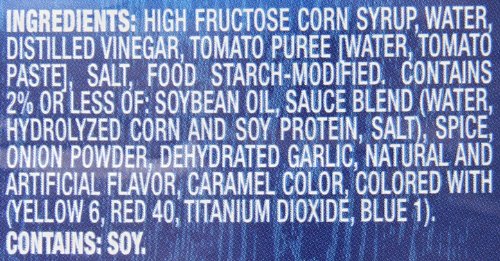 INGREDIENTS: HIGH FRUCTOSE CORN SYRUP, WATER,
DISTILLED VINEGAR, TOMATO PUREE [WATER, TOMATO
PASTE], SALT, FOOD STARCH-MODIFIED. CONTAINS
2% OR LESS OF: SOYBEAN OIL, SAUCE BLEND (WATER,
HYDROLYZED CORN AND SOY PROTEIN, SALT), SPICE,
ONION POWDER, DEHYDRATED GARLIC, NATURAL AND
ARTIFICIAL FLAVOR, CARAMEL COLOR, COLORED WITH
(YELLOW 6, RED 40, TITANIUM DIOXIDE, BLUE 1).
CONTAINS: SOY.